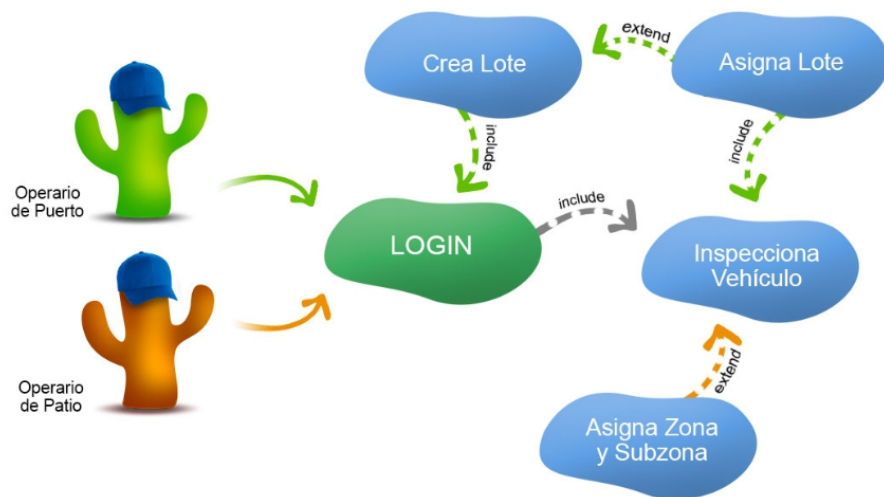 extend
Crea Lote
Asigna Lote
include
include
Operario
de Puerto
LOGIN
include
Inspecciona
Vehículo
Operario
de Patio
extend
Asigna Zona
y Subzona